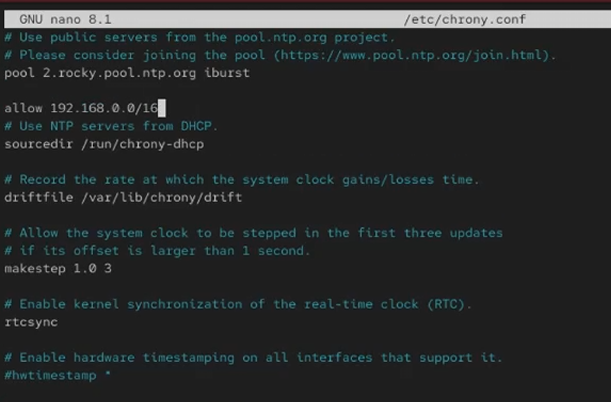 GNU nano 8.1 /etc/chrony.conf
# Use public servers from the pool.ntp.org project.
# Please consider joining the pool (https://www.pool.ntp.org/join.html).
pool 2.rocky.pool.ntp.org iburst
allow 192.168.0.0/16
# Use NTP servers from DHCP.
sourcedir /run/chrony-dhcp
# Record the rate at which the system clock gains/losses time.
driftfile /var/lib/chrony/drift
# Allow the system clock to be stepped in the first three updates
# if its offset is larger than 1 second.
makestep 1.0 3
# Enable kernel synchronization of the real-time clock (RTC).
rtcsync
# Enable hardware timestamping on all interfaces that support it.
#hwtimestamp *